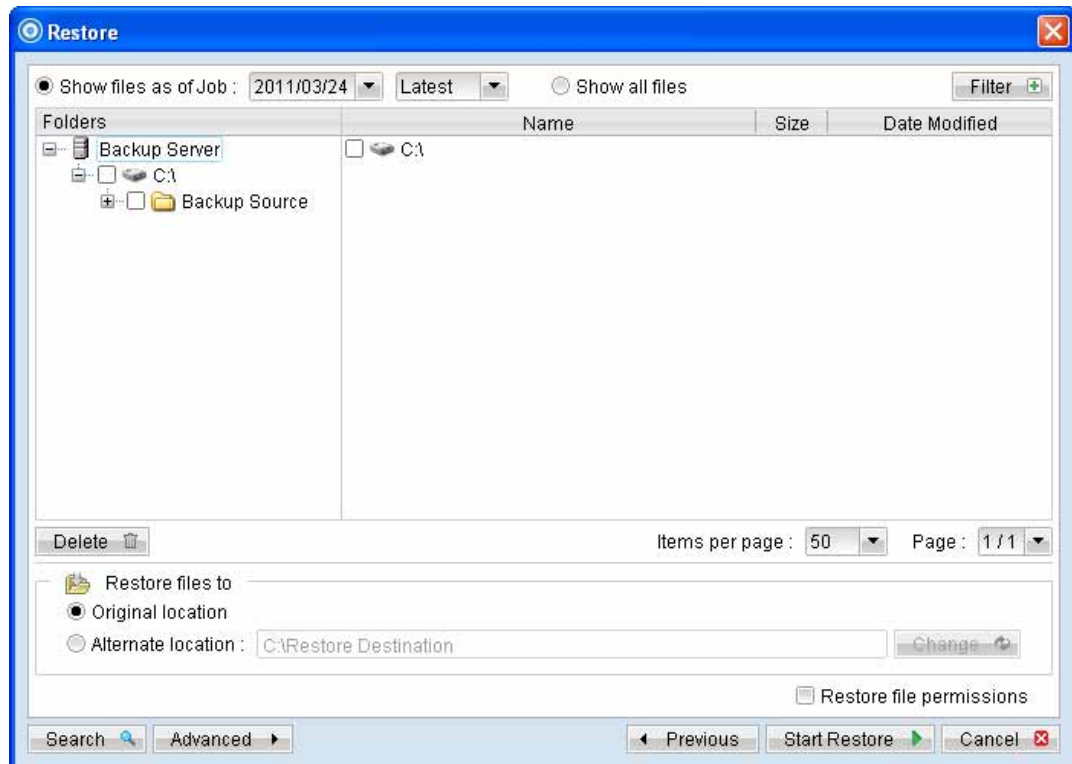 Restore
Show files as of Job : 2011/03/24 Latest Show all files Filter
Folders Name Size Date Modified
Backup Server C:\
C:\
Backup Source
Delete Items per page : 50 Page : 1 / 1
Restore files to
Original location
Alternate location : C:\Restore Destination Change
Restore file permissions
Search Advanced Previous Start Restore Cancel